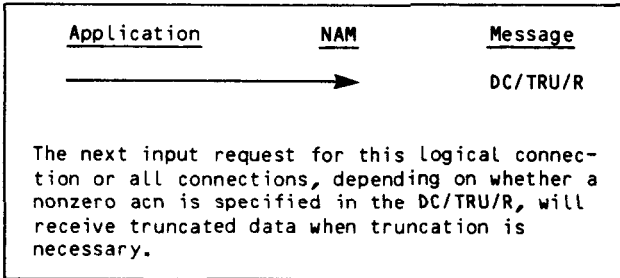 Application NAM Message
DC/TRU/R
The next input request for this logical connec-
tion or all connections, depending on whether a
nonzero acn is specified in the DC/TRU/R, will
receive truncated data when truncation is
necessary.